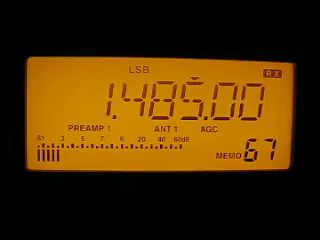 LSB RX
1.485.00
PREAMP 1 ANT 1 AGC
S1 3 5 7 9 20 40 60dB
MEMO 67